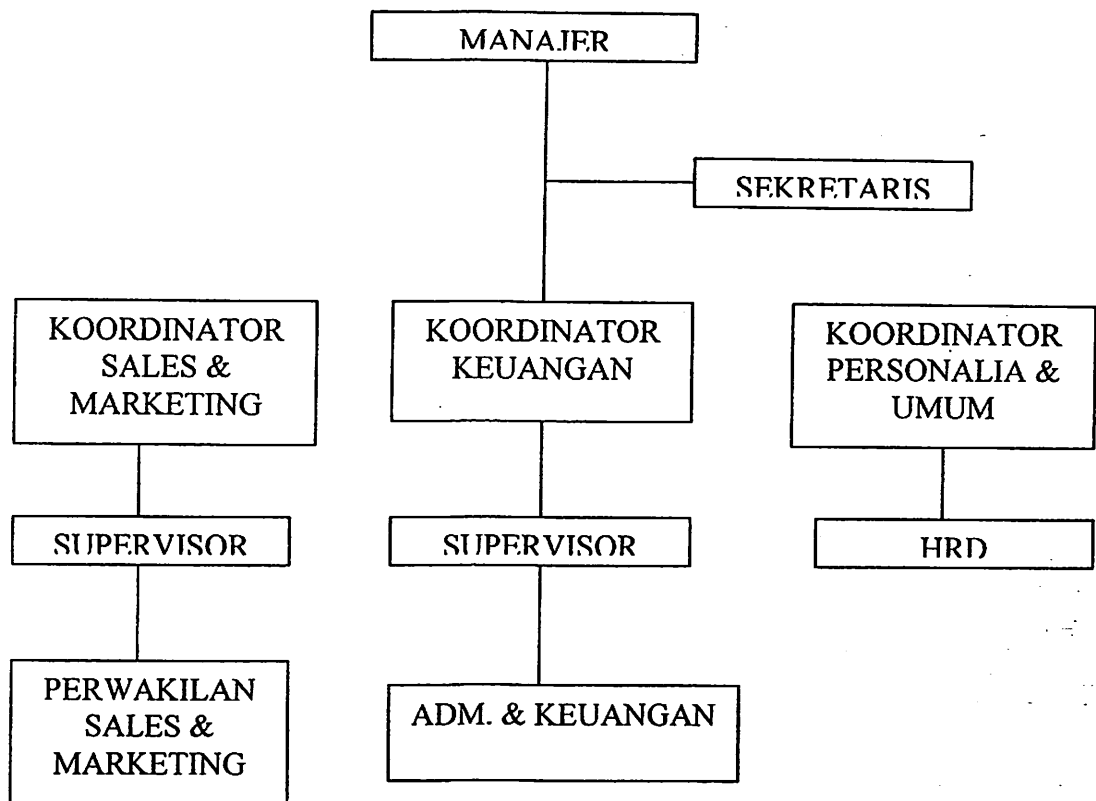 MANAJER
SEKRETARIS
KOORDINATOR
SALES &
MARKETING
KOORDINATOR
KEUANGAN
KOORDINATOR
PERSONALIA &
UMUM
SUPERVISOR
SUPERVISOR
HRD
PERWAKILAN
SALES &
MARKETING
ADM. & KEUANGAN